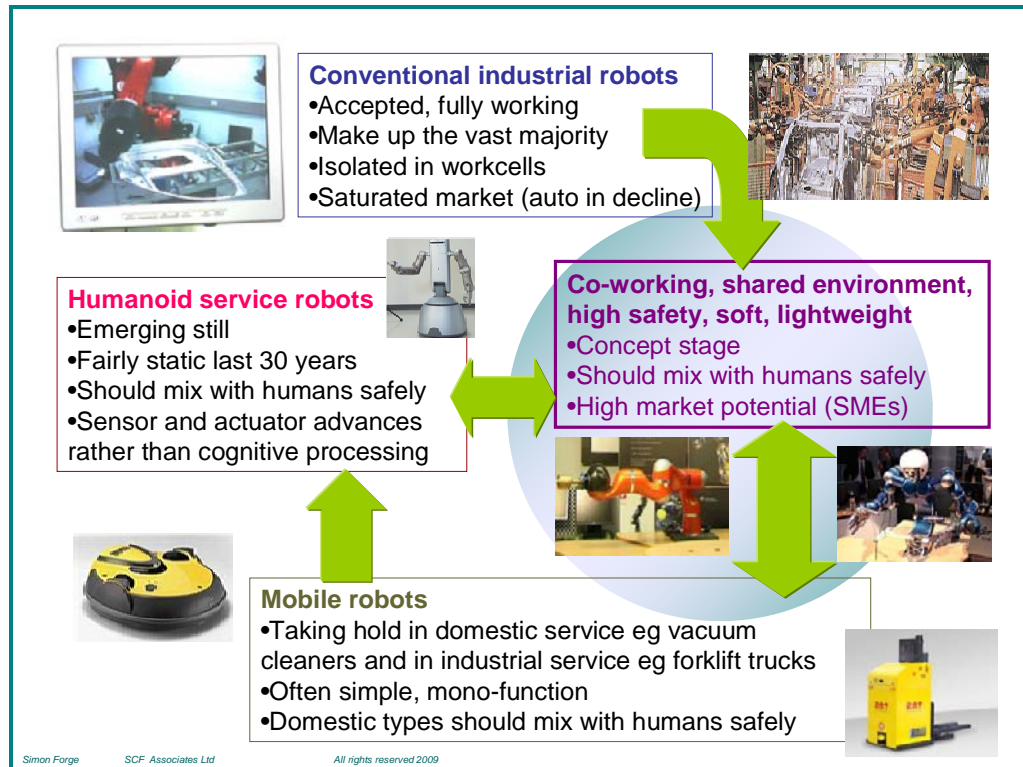 Conventional industrial robots
•Accepted, fully working
•Make up the vast majority
•Isolated in workcells
•Saturated market (auto in decline)
Humanoid service robots
•Emerging still
•Fairly static last 30 years
•Should mix with humans safely
•Sensor and actuator advances
rather than cognitive processing
Co-working, shared environment,
high safety, soft, lightweight
•Concept stage
•Should mix with humans safely
•High market potential (SMEs)
Mobile robots
•Taking hold in domestic service eg vacuum
cleaners and in industrial service eg forklift trucks
•Often simple, mono-function
•Domestic types should mix with humans safely
Simon Forge SCF Associates Ltd All rights reserved 2009